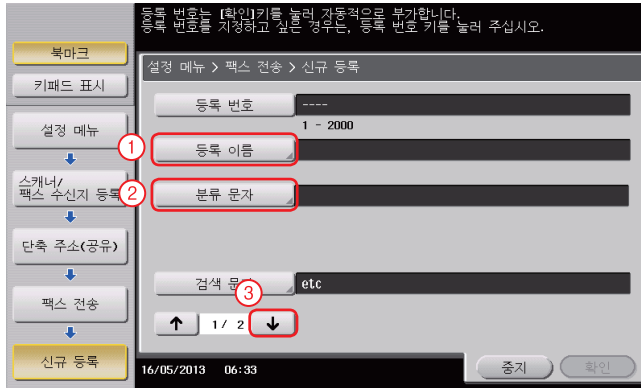 등록 번호는 [확인]키를 눌러 자동적으로 부가합니다.
등록 번호를 지정하고 싶은 경우는, 등록 번호 키를 눌러 주십시오.
북마크
키패드 표시
설정 메뉴
스캐너/
팩스 수신지 등록
단축 주소(공유)
팩스 전송
신규 등록
설정 메뉴 > 팩스 전송 > 신규 등록
등록 번호
----
1 - 2000
1
등록 이름
2
분류 문자
검색 문자
etc
3
↑ 1/ 2 ↓
16/05/2013 06:33
중지
확인